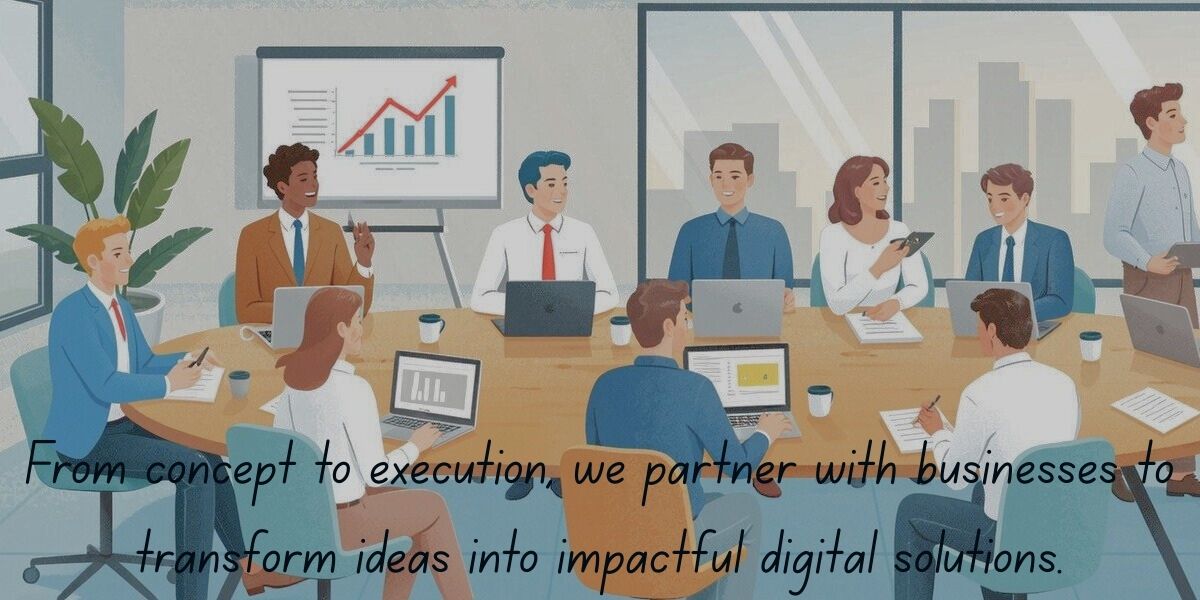 From concept to execution, we partner with businesses to
transform ideas into impactful digital solutions.